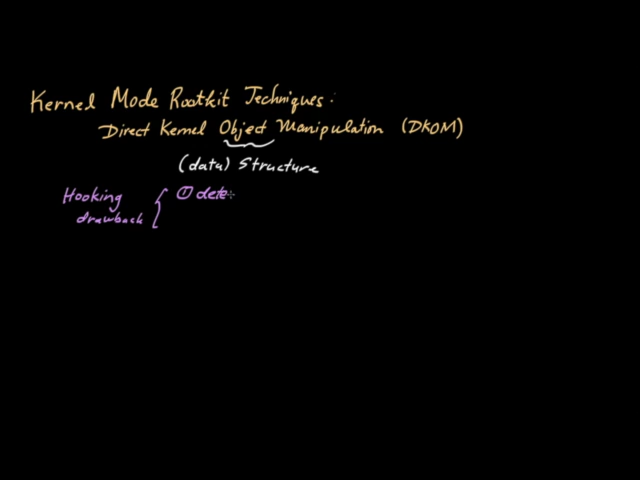 Kernel Mode Rootkit Techniques:
Direct Kernel Object Manipulation (DKOM)
(data) Structure
Hooking ① dete
drawback